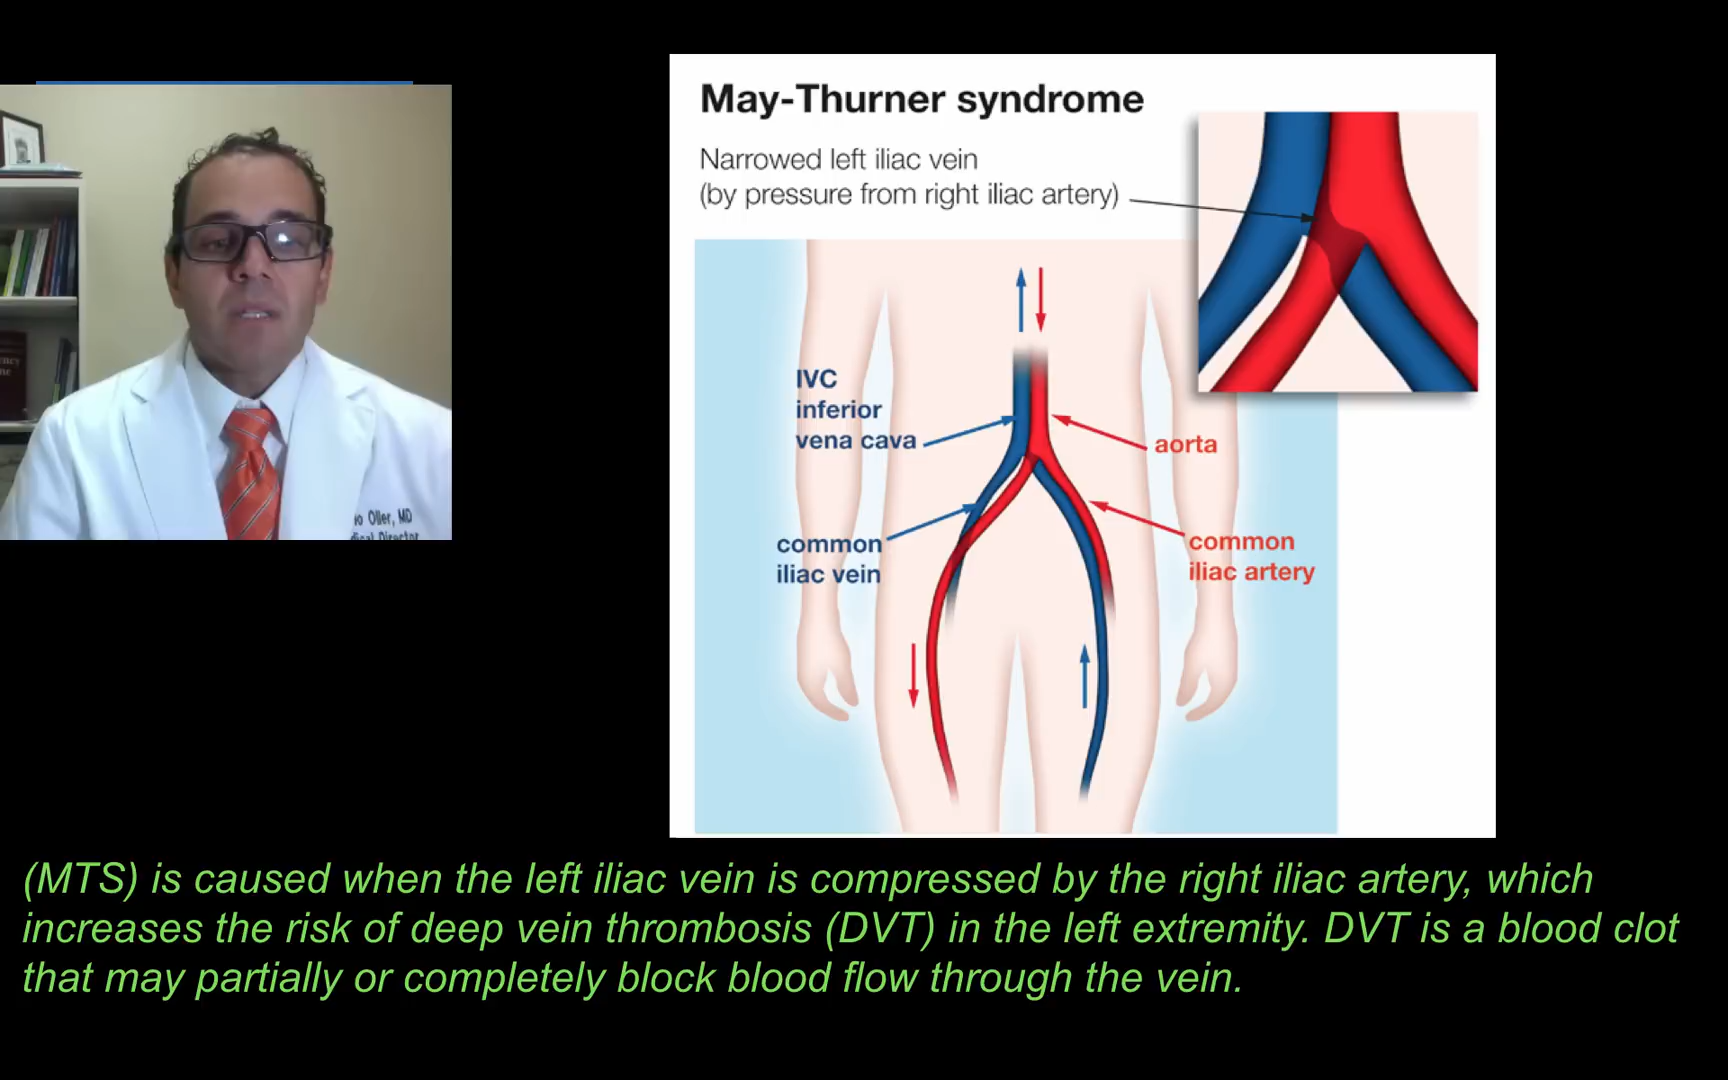 May-Thurner syndrome
Narrowed left iliac vein
(by pressure from right iliac artery)
IVC
inferior
vena cava
aorta
common
iliac vein
common
iliac artery
Oller, MD
Director
(MTS) is caused when the left iliac vein is compressed by the right iliac artery, which
increases the risk of deep vein thrombosis (DVT) in the left extremity. DVT is a blood clot
that may partially or completely block blood flow through the vein.